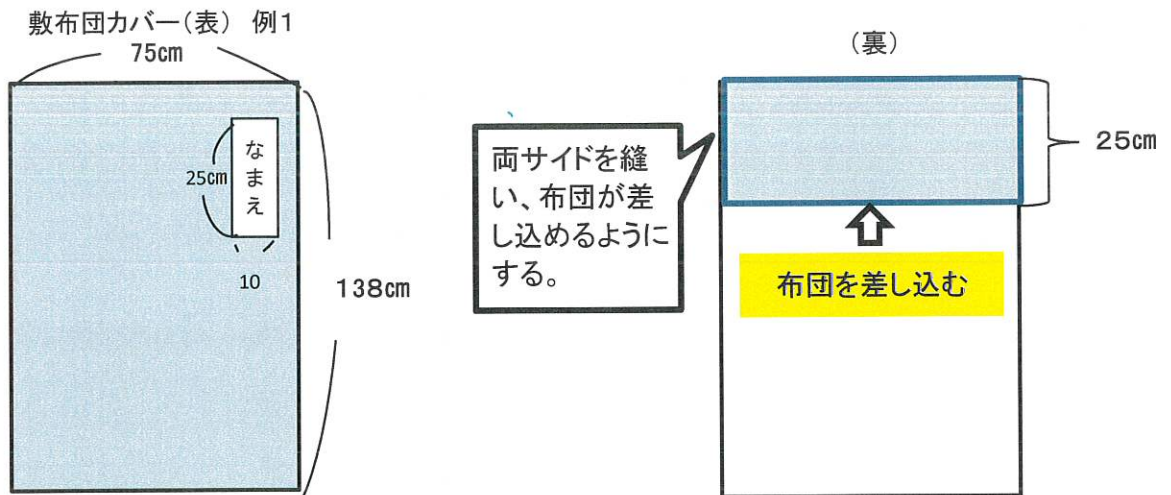 敷布団カバー(表) 例1
75㎝
なまえ
25㎝
10
138㎝
(裏)
両サイドを縫
い、布団が差
し込めるように
する。
25㎝
布団を差し込む